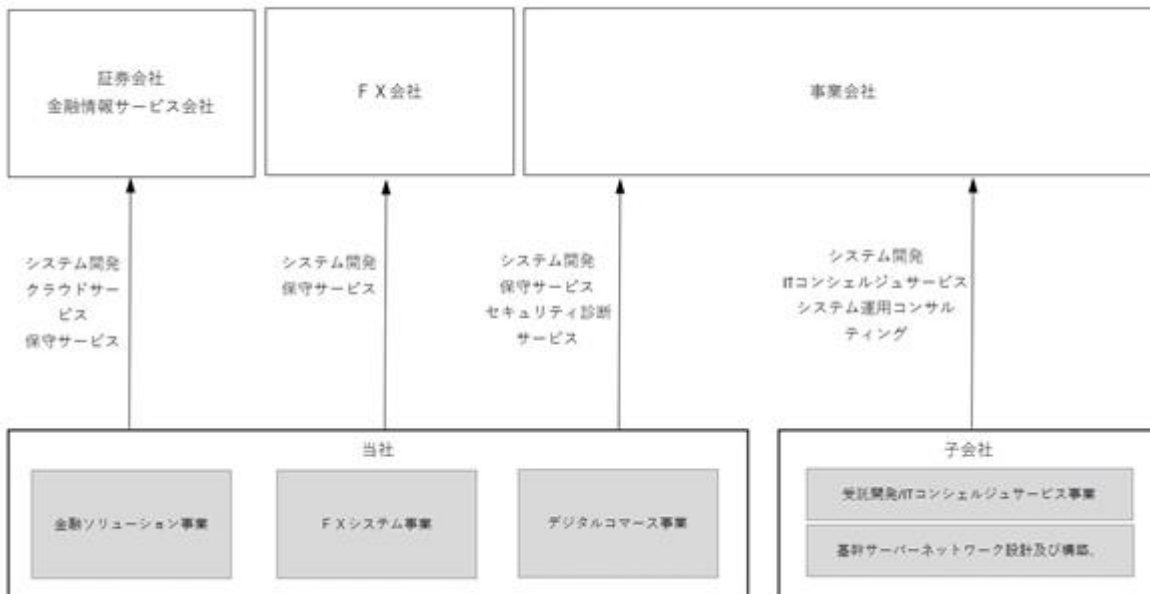 証券会社
金融情報サービス会社
ＦＸ会社
事業会社
システム開発
クラウドサー
ビス
保守サービス
システム開発
保守サービス
システム開発
保守サービス
セキュリティ診断
サービス
システム開発
ITコンシェルジュサービス
システム運用コンサル
ティング
当社
金融ソリューション事業
ＦＸシステム事業
デジタルコマース事業
子会社
受託開発/ITコンシェルジュサービス事業
基幹サーバーネットワーク設計及び構築、